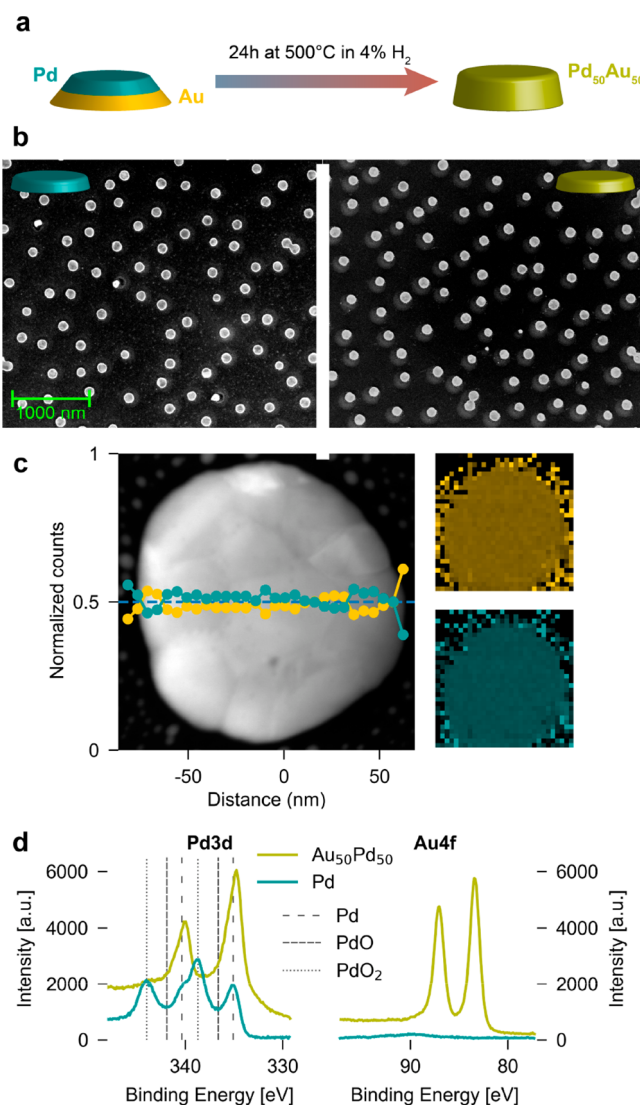 a
24h at 500°C in 4% H₂
Pd
Au
Pd₅₀Au₅₀
b
1000 nm
c
Normalized counts
1
0.5
0
-50
0
50
Distance (nm)
d
Pd3d
Au4f
Au₅₀Pd₅₀
Pd
Pd
PdO
PdO₂
Intensity [a.u.]
6000
4000
2000
0
340
329
Binding Energy [eV]
90
80
Binding Energy [eV]
6000
4000
2000
0
Intensity [a.u.]